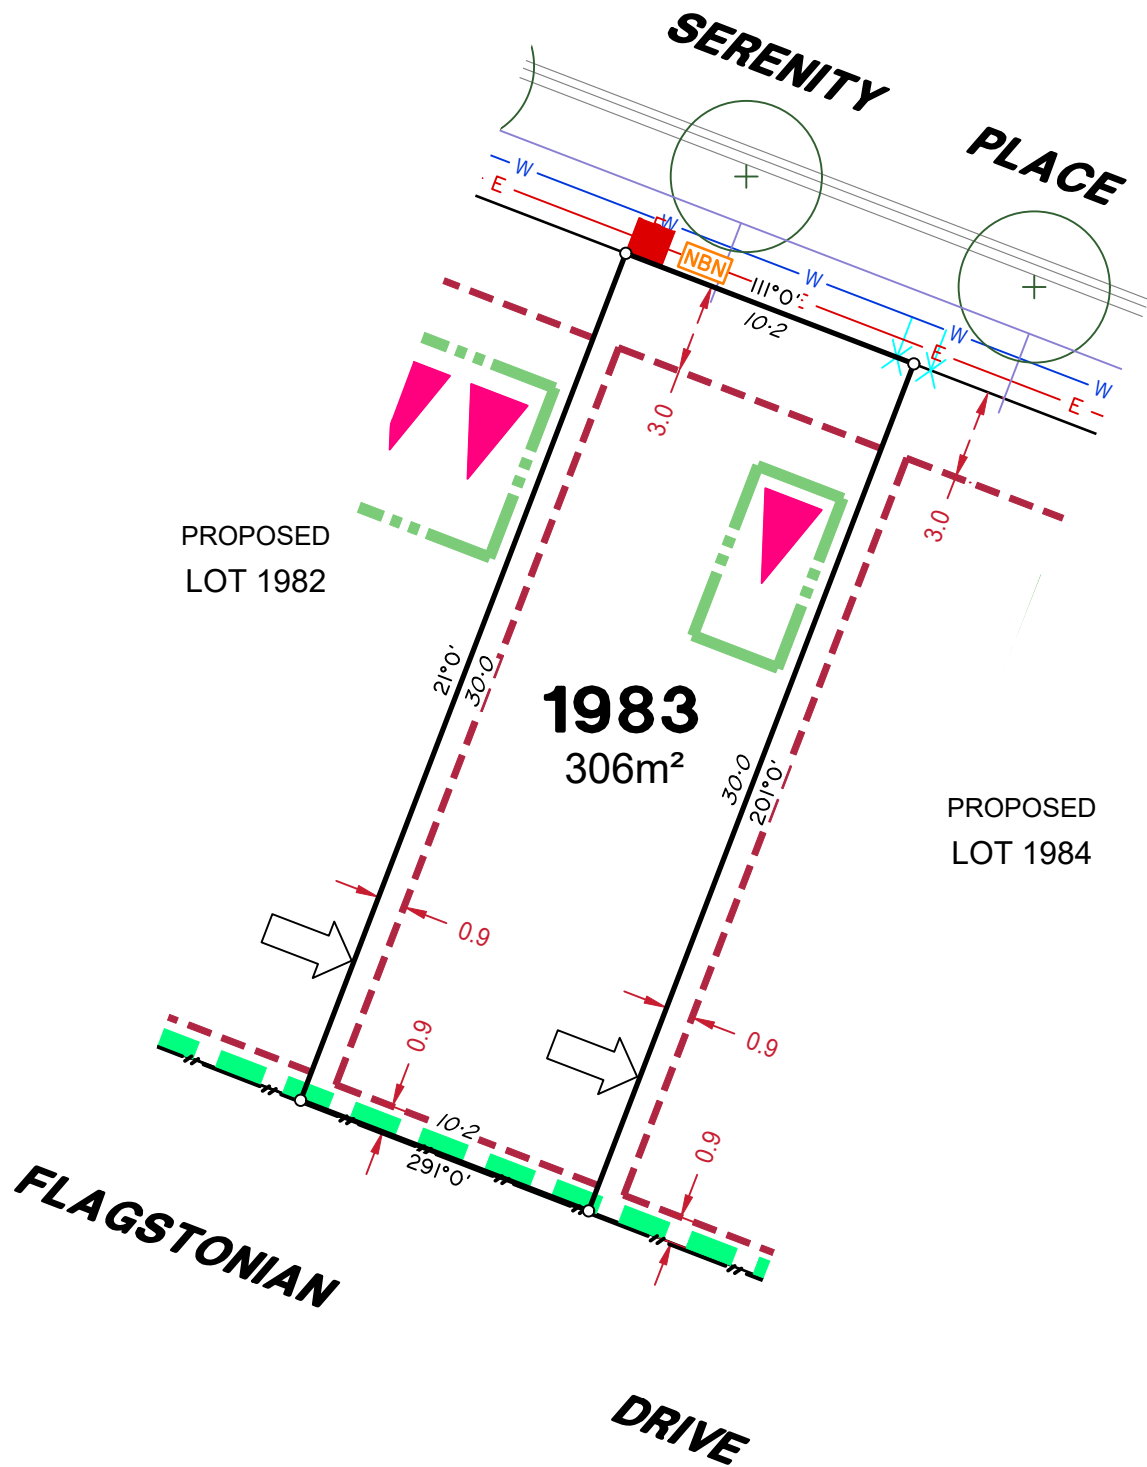 SERENITY
PLACE
W
E
E
W
NBN
W
111°0'
E
10·2
W
E
W
E
3.0
3.0
PROPOSED
LOT 1982
21°0'
30·0
1983
306m²
30·0
201°0'
PROPOSED
LOT 1984
0.9
0.9
0.9
10·2
291°0'
0.9
FLAGSTONIAN
DRIVE